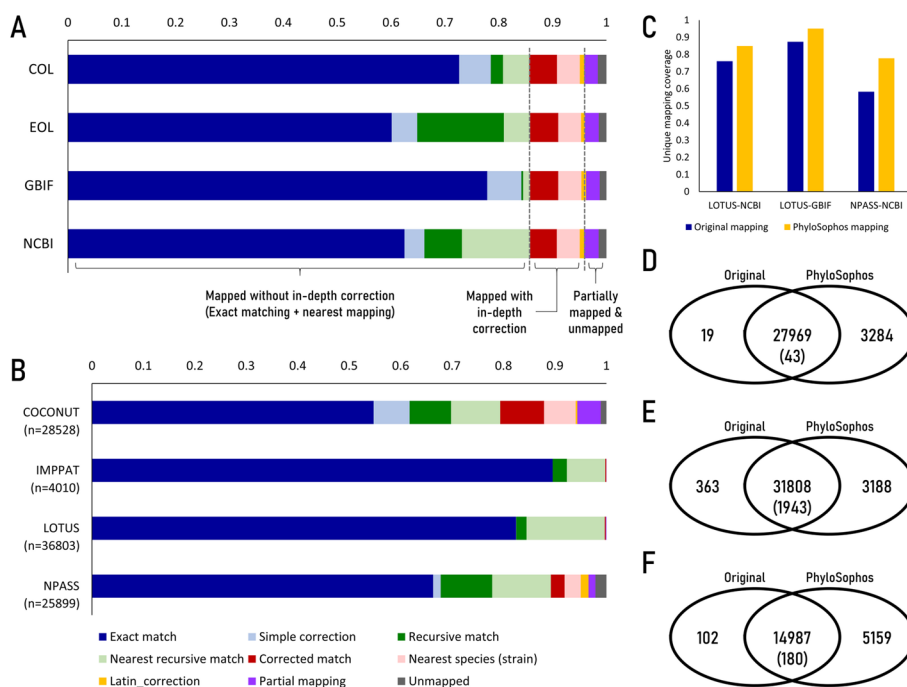 A
0 0.1 0.2 0.3 0.4 0.5 0.6 0.7 0.8 0.9 1
COL
EOL
GBIF
NCBI
Mapped without in-depth correction
(Exact matching + nearest mapping)
Mapped with
in-depth
correction
Partially
mapped &
unmapped
B
0 0.1 0.2 0.3 0.4 0.5 0.6 0.7 0.8 0.9 1
COCONUT
(n=28528)
IMPPAT
(n=4010)
LOTUS
(n=36803)
NPASS
(n=25899)
Exact match Simple correction Recursive match
Nearest recursive match Corrected match Nearest species (strain)
Latin_correction Partial mapping Unmapped
C
Unique mapping coverage
1
0.9
0.8
0.7
0.6
0.5
0.4
0.3
0.2
0.1
0
LOTUS-NCBI LOTUS-GBIF NPASS-NCBI
Original mapping PhyloSophos mapping
D
Original PhyloSophos
19 27969 3284
(43)
E
Original PhyloSophos
363 31808 3188
(1943)
F
Original PhyloSophos
102 14987 5159
(180)